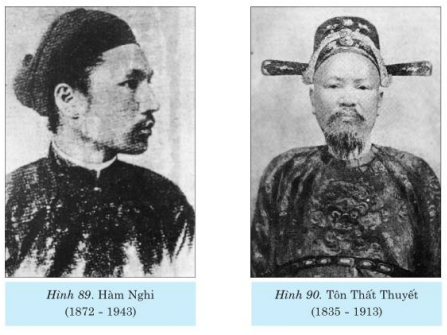 Hình 89. Hàm Nghi
(1872 - 1943)
Hình 90. Tôn Thất Thuyết
(1835 - 1913)